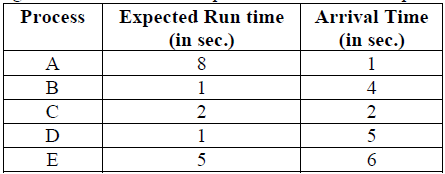 Process Expected Run time Arrival Time
(in sec.) (in sec.)
A 8 1
B 1 4
C 2 2
D 1 5
E 5 6